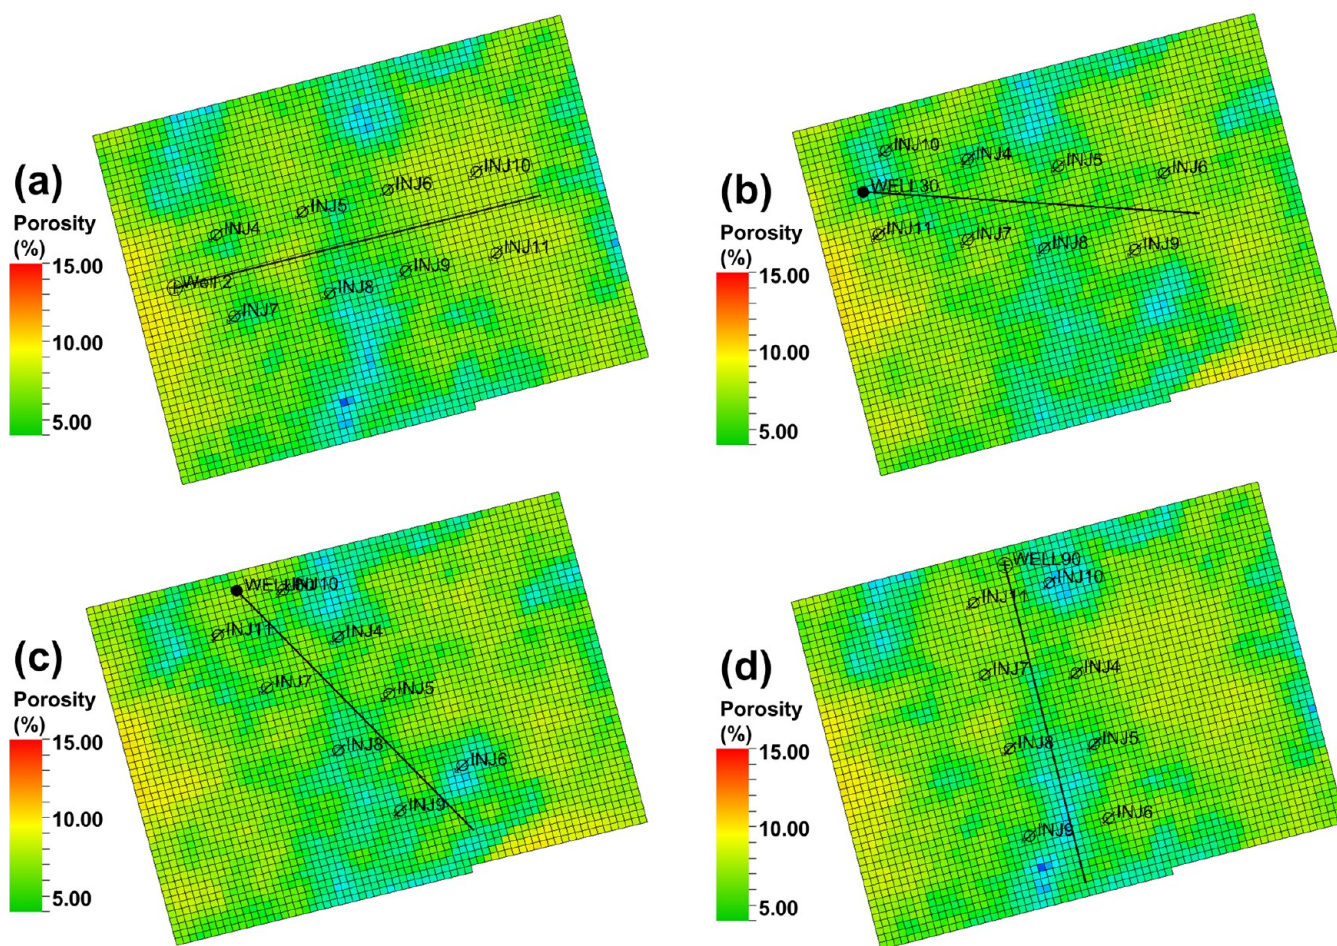 (a)
Porosity
(%)
15.00
10.00
5.00
INJ10
INJ6
INJ5
INJ4
INJ11
INJ9
Well 2
INJ8
INJ7
(b)
Porosity
(%)
15.00
10.00
5.00
INJ10
INJ4
INJ5
INJ6
WELL30
INJ11
INJ7
INJ8
INJ9
(c)
Porosity
(%)
15.00
10.00
5.00
WELL60
INJ10
INJ11
INJ4
INJ7
INJ5
INJ8
INJ6
INJ9
(d)
Porosity
(%)
15.00
10.00
5.00
WELL90
INJ10
INJ11
INJ7
INJ4
INJ8
INJ5
INJ6
INJ9